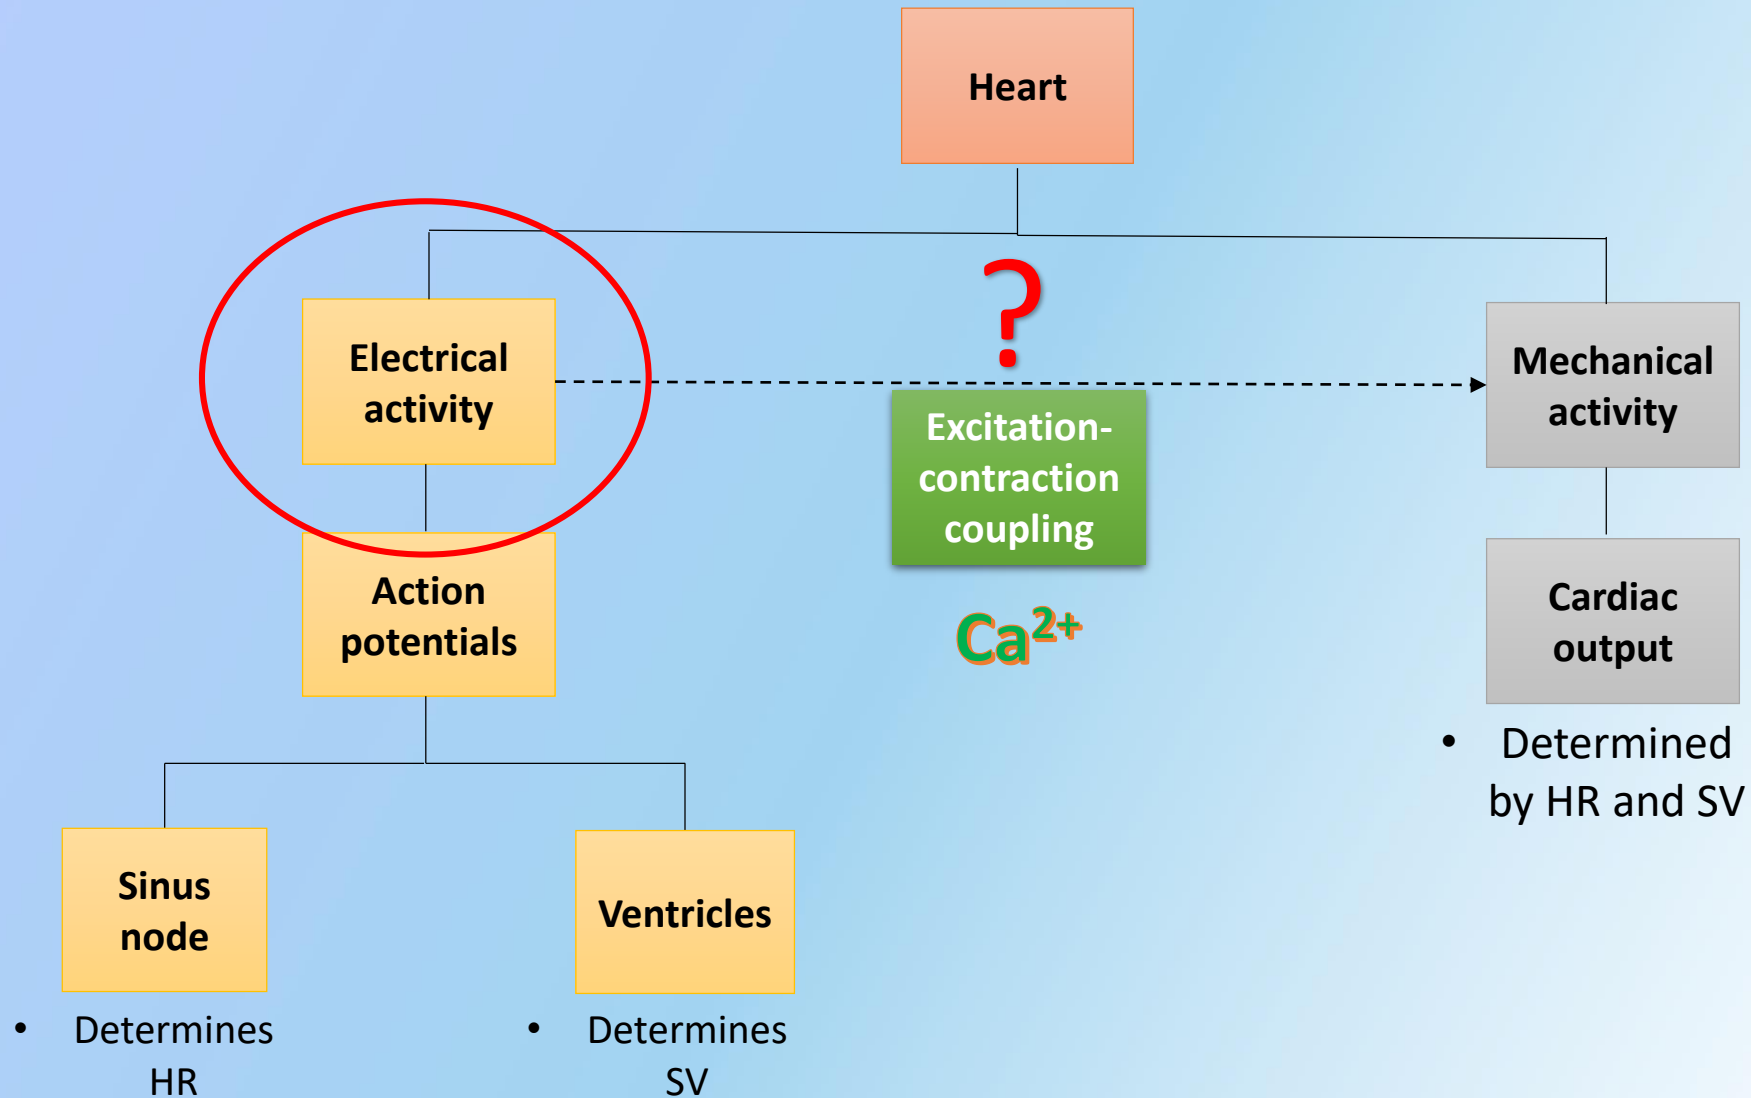 Heart
?
Electrical
activity
Excitation-
contraction
coupling
Mechanical
activity
Action
potentials
Ca²⁺
Cardiac
output
• Determined
by HR and SV
Sinus
node
Ventricles
• Determines
HR
• Determines
SV